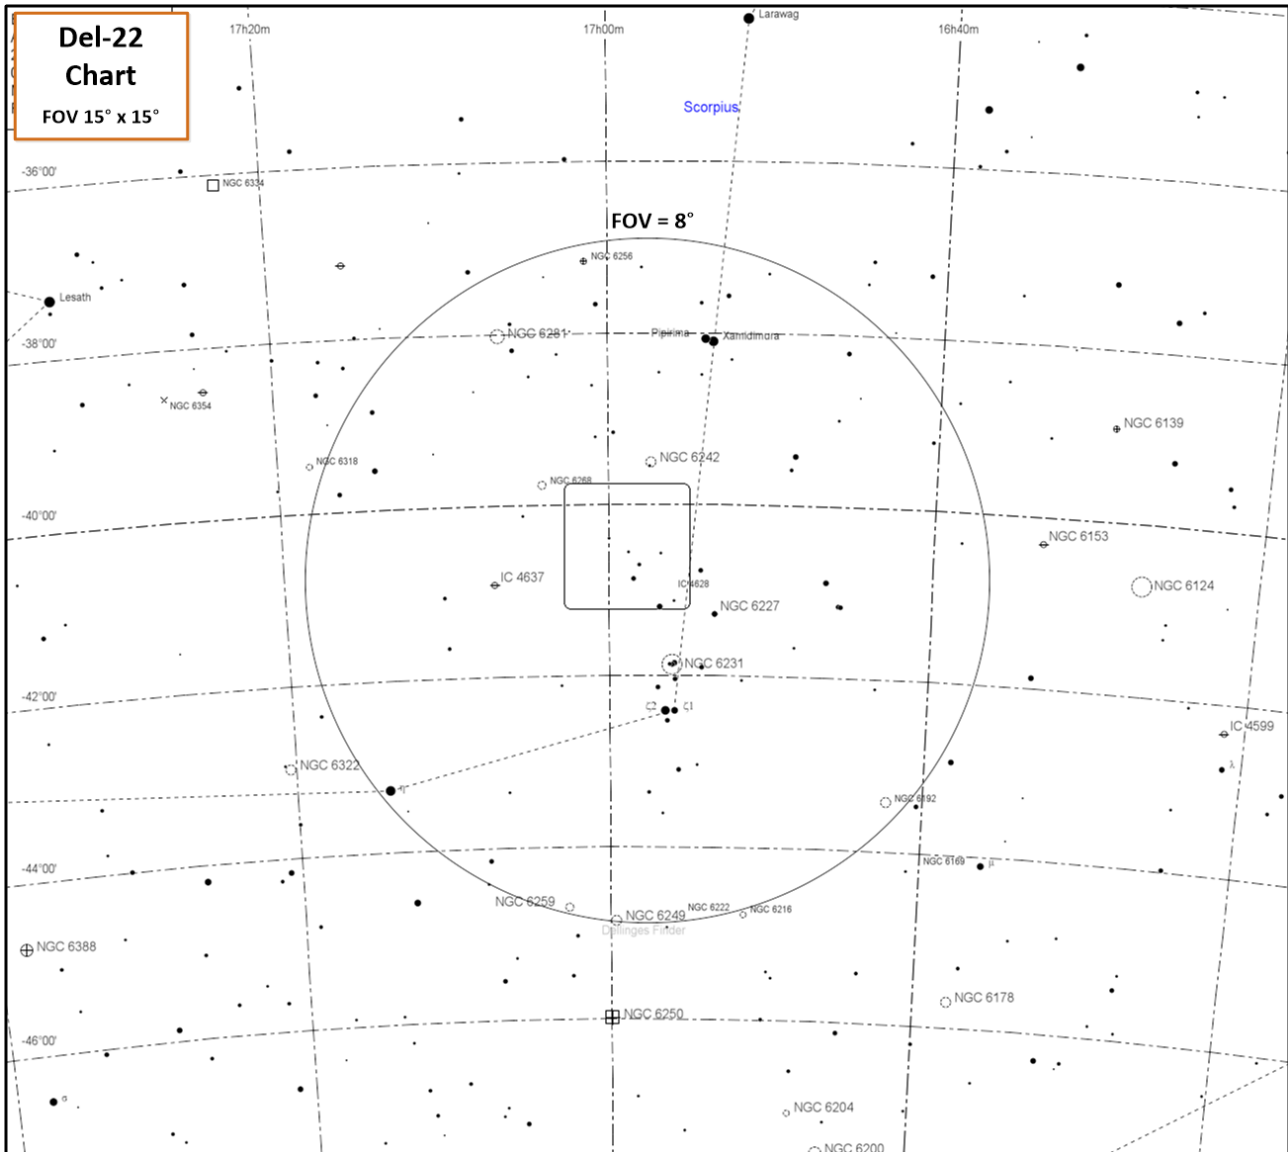 Del-22
Chart
FOV 15° x 15°
17h20m
17h00m
Larawag
16h40m
Scorpius
-36°00'
NGC 6334
FOV = 8°
NGC 6256
Lesath
NGC 6281
Pipirima
Xamidimura
-38°00'
NGC 6354
NGC 6139
NGC 6242
NGC 6318
NGC 6268
-40°00'
NGC 6153
IC 4637
IC 4628
NGC 6124
NGC 6227
NGC 6231
-42°00'
ζ2
ζ1
IC 4599
NGC 6322
λ
η
NGC 6192
-44°00'
NGC 6169
μ
NGC 6259
NGC 6222
NGC 6216
NGC 6249
Dellinges Finder
NGC 6388
NGC 6178
NGC 6250
-46°00'
σ
NGC 6204
NGC 6200